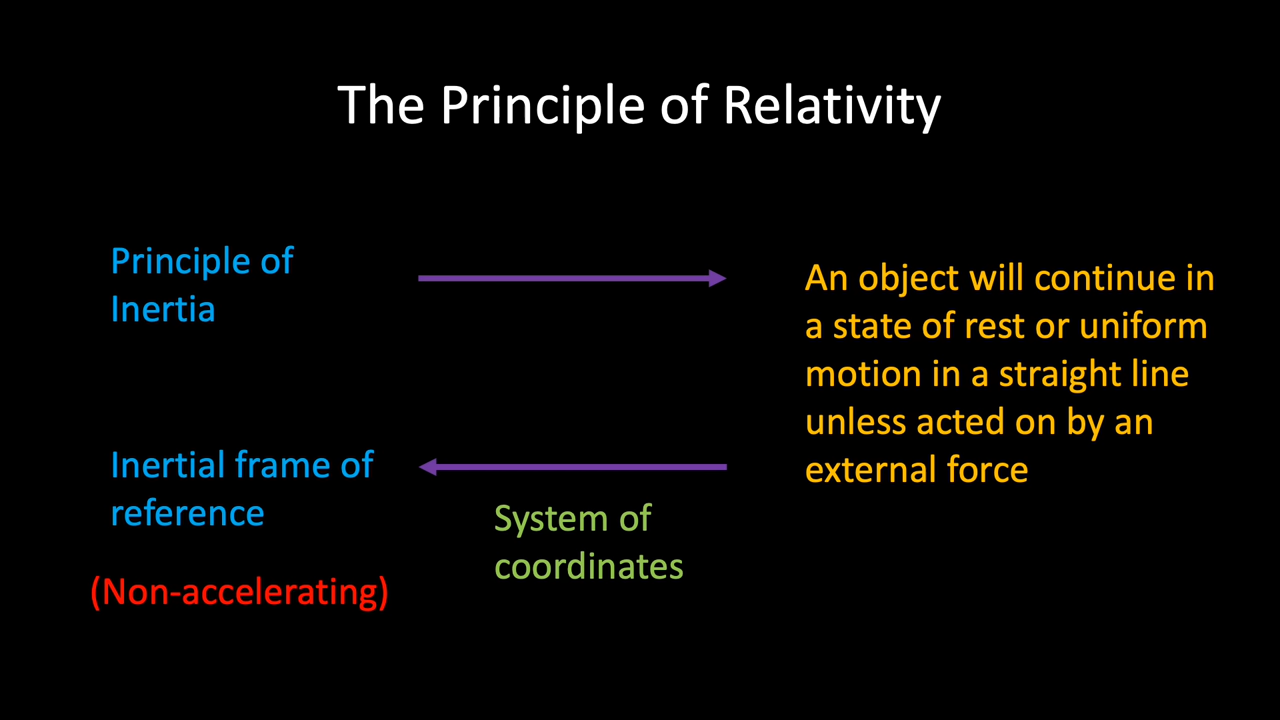 The Principle of Relativity
Principle of
Inertia
An object will continue in
a state of rest or uniform
motion in a straight line
unless acted on by an
external force
Inertial frame of
reference
System of
coordinates
(Non-accelerating)